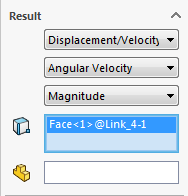 Result
Displacement/Velocity
Angular Velocity
Magnitude
Face<1>@Link_4-1